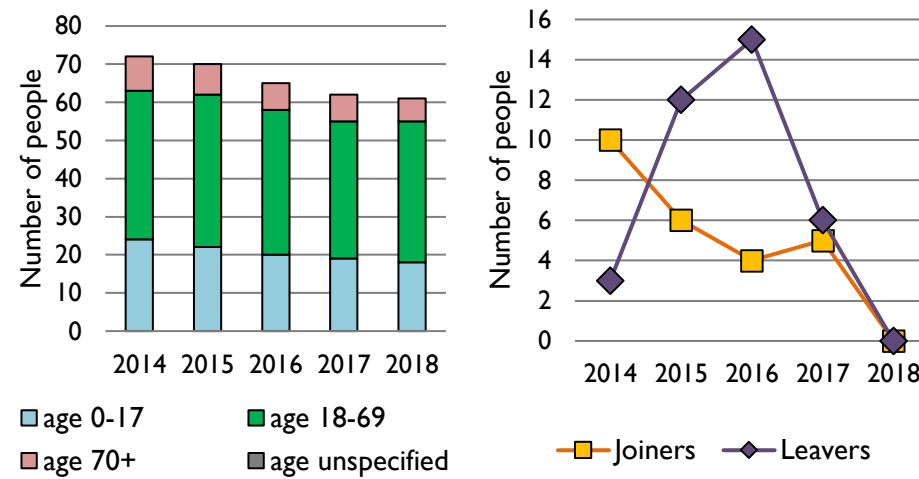 Number of people
80
70
60
50
40
30
20
10
0
2014 2015 2016 2017 2018
age 0-17 age 18-69
age 70+ age unspecified
Number of people
16
14
12
10
8
6
4
2
0
2014 2015 2016 2017 2018
Joiners Leavers